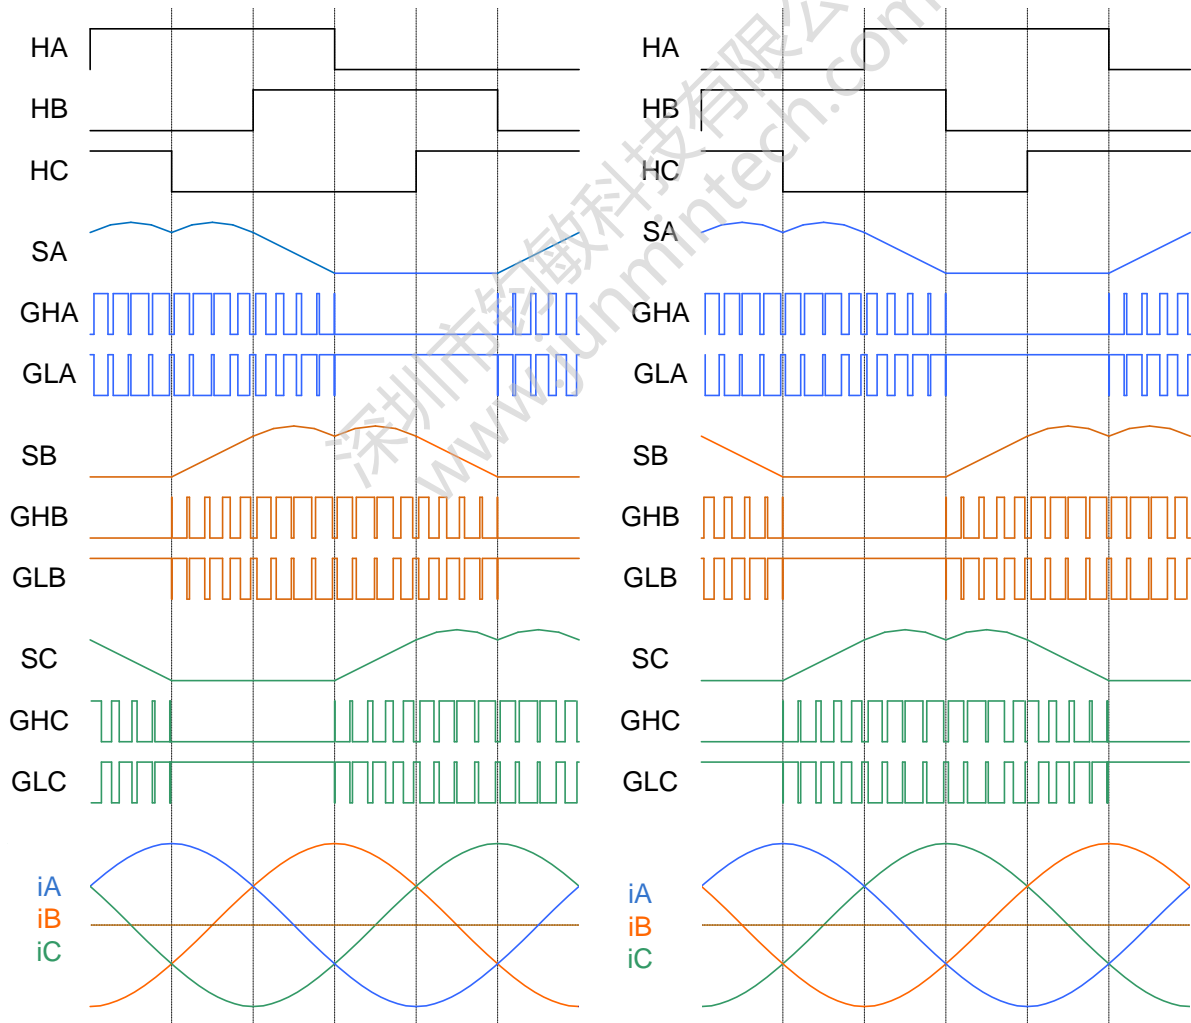 HA
HB
HC
SA
GHA
GLA
SB
GHB
GLB
SC
GHC
GLC
iA
iB
iC
HA
HB
HC
SA
GHA
GLA
SB
GHB
GLB
SC
GHC
GLC
iA
iB
iC
深圳市钧敏科技有限公
www.junmintech.com